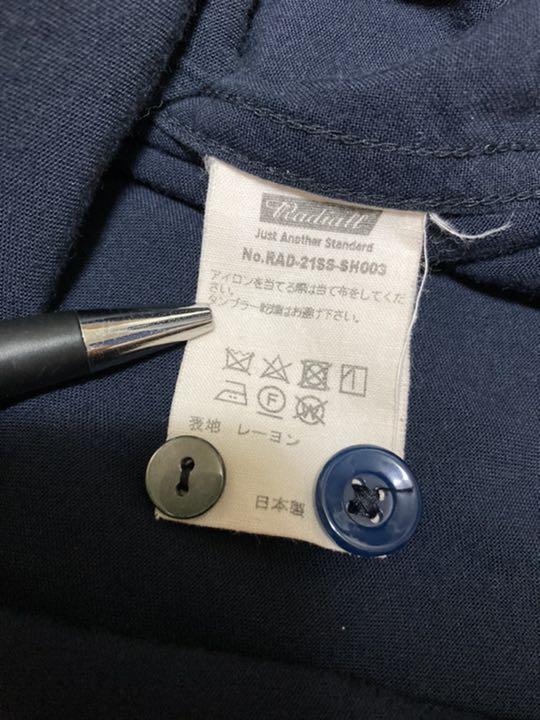 Radiall
Just Another Standard
No.RAD-21SS-SH003
アイロンを当てる際は当て布をしてくだ
さい。
タンブラー乾燥はお避け下さい。
F
W
表地 レーヨン
日本製